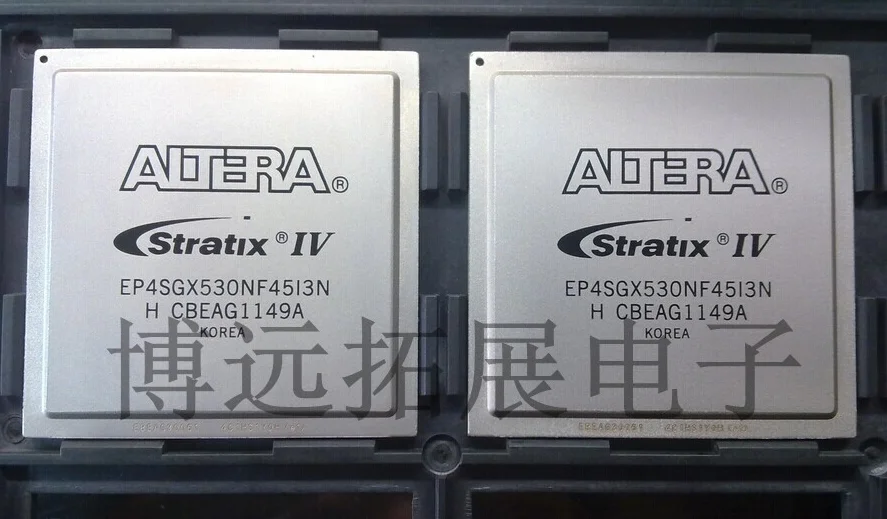 ALTERA®
Stratix® IV
EP4SGX530NF45I3N
H CBEAG1149A
KOREA
ALTERA®
Stratix® IV
EP4SGX530NF45I3N
H CBEAG1149A
KOREA
博远拓展电子